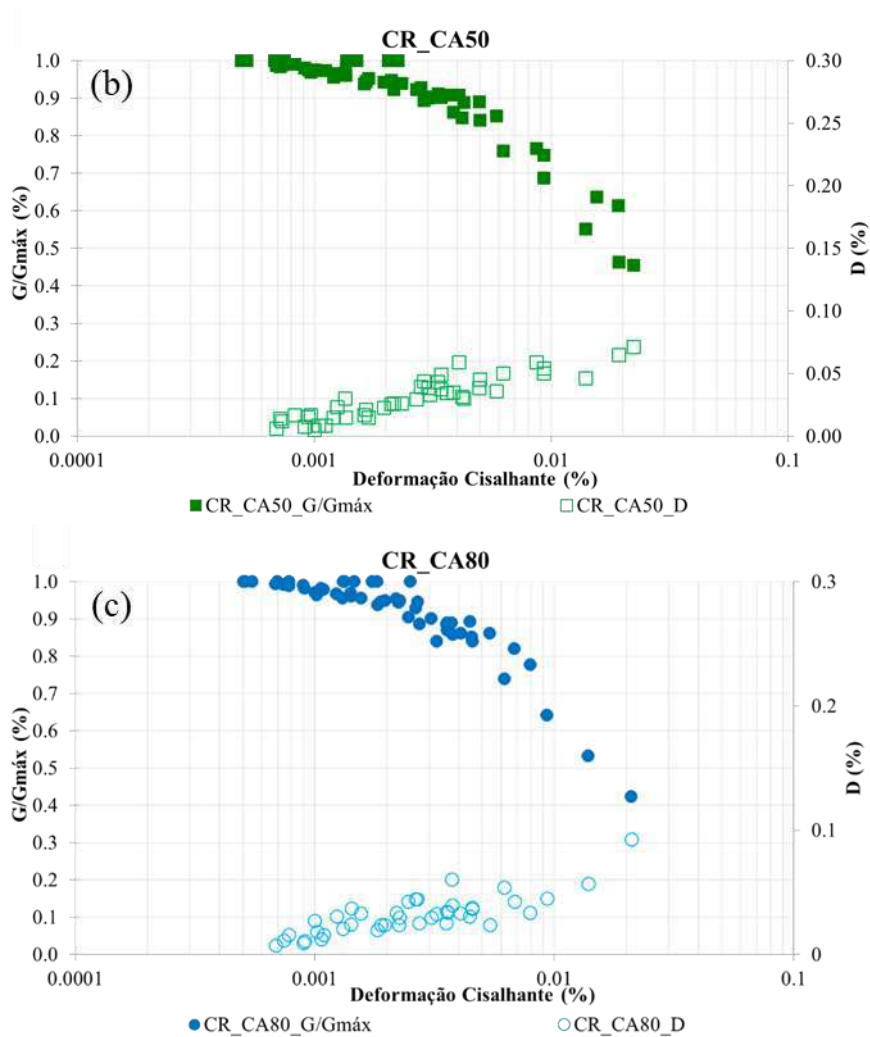 CR_CA50
(b)
G/Gmáx (%)
1.0
0.9
0.8
0.7
0.6
0.5
0.4
0.3
0.2
0.1
0.0
0.30
0.25
0.20
0.15
0.10
0.05
0.00
D (%)
0.0001 0.001 0.01 0.1
Deformação Cisalhante (%)
CR_CA50_G/Gmáx CR_CA50_D
CR_CA80
(c)
G/Gmáx (%)
1.0
0.9
0.8
0.7
0.6
0.5
0.4
0.3
0.2
0.1
0.0
0.3
0.2
0.1
0
D (%)
0.0001 0.001 0.01 0.1
Deformação Cisalhante (%)
CR_CA80_G/Gmáx CR_CA80_D